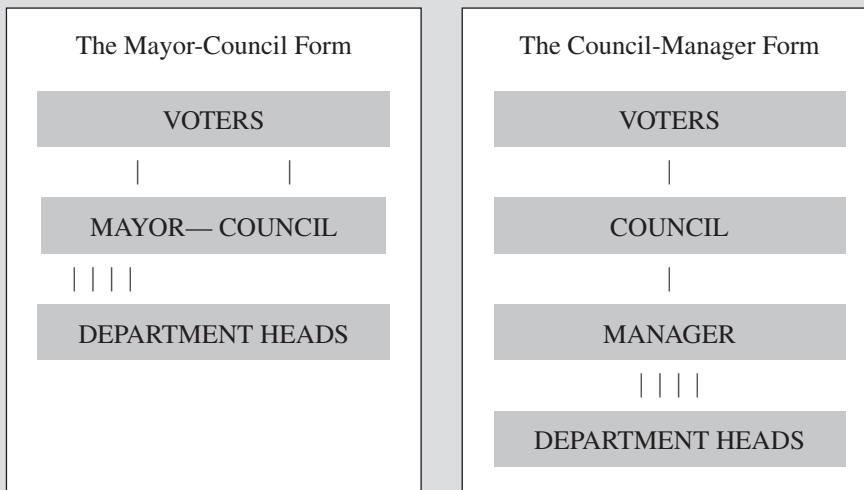 The Mayor-Council Form
VOTERS
MAYOR— COUNCIL
DEPARTMENT HEADS
The Council-Manager Form
VOTERS
COUNCIL
MANAGER
DEPARTMENT HEADS